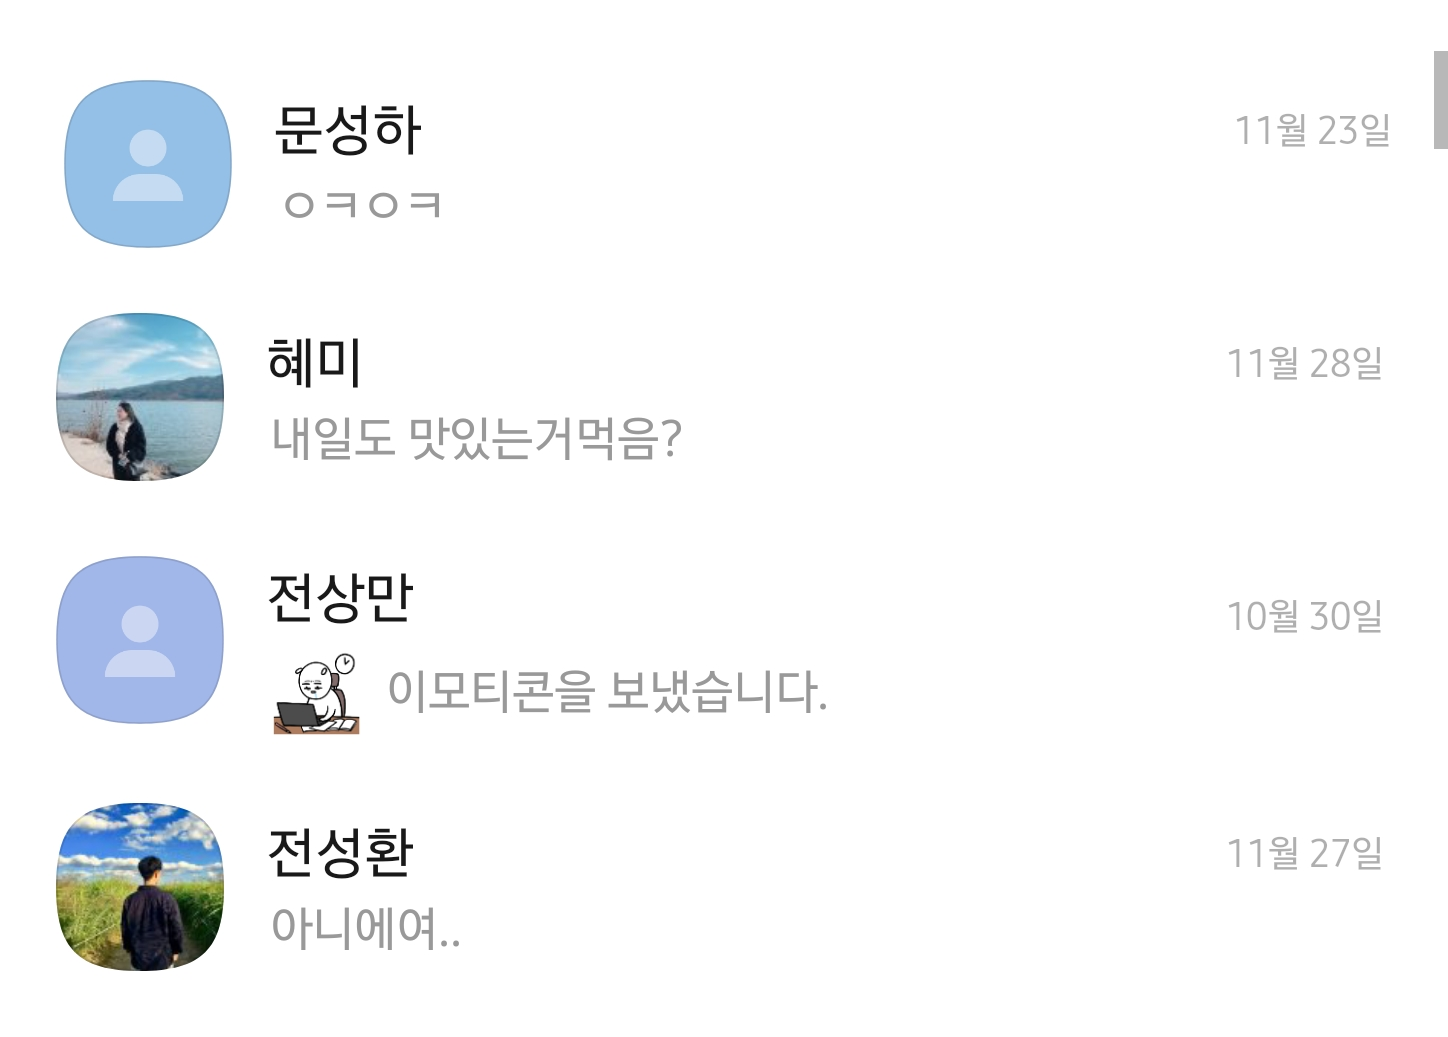 문성하
11월 23일
ㅇㅋㅇㅋ
혜미
11월 28일
내일도 맛있는거먹음?
전상만
10월 30일
이모티콘을 보냈습니다.
전성환
11월 27일
아니에여..